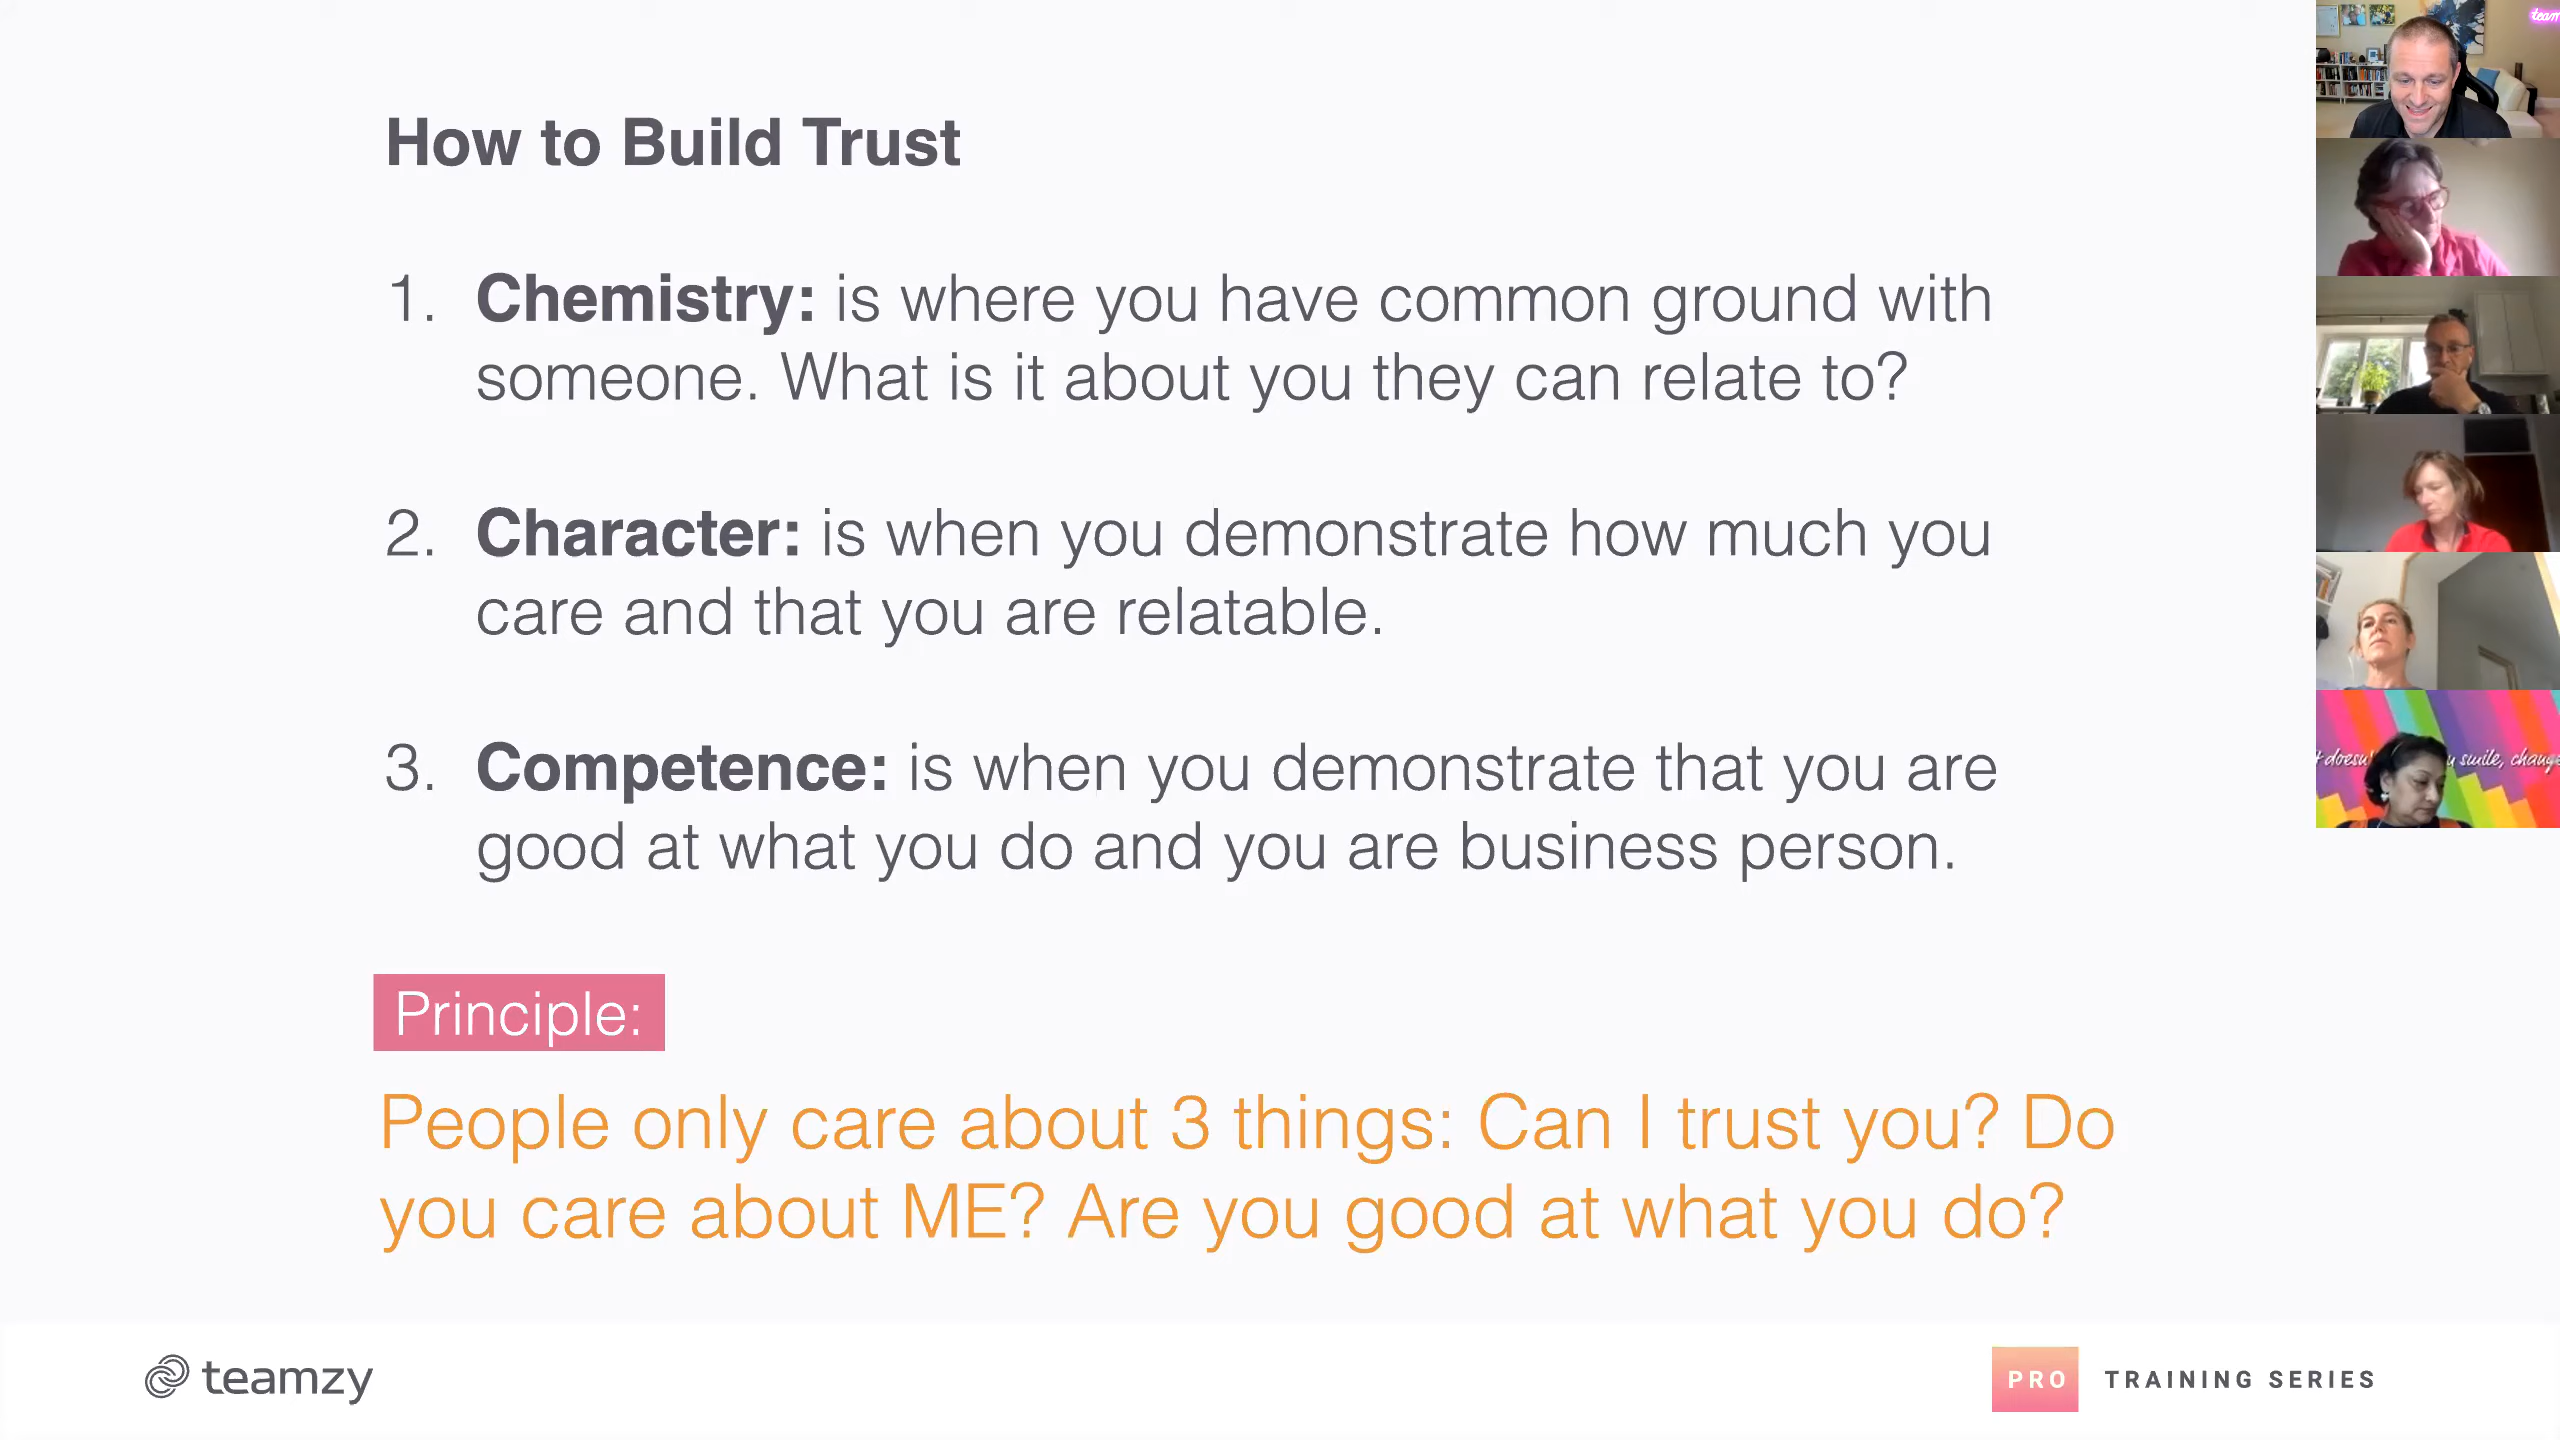 How to Build Trust
1. Chemistry: is where you have common ground with
someone. What is it about you they can relate to?
2. Character: is when you demonstrate how much you
care and that you are relatable.
3. Competence: is when you demonstrate that you are
good at what you do and you are business person.
Principle:
People only care about 3 things: Can I trust you? Do
you care about ME? Are you good at what you do?
teamzy
PRO TRAINING SERIES
team
smile, change